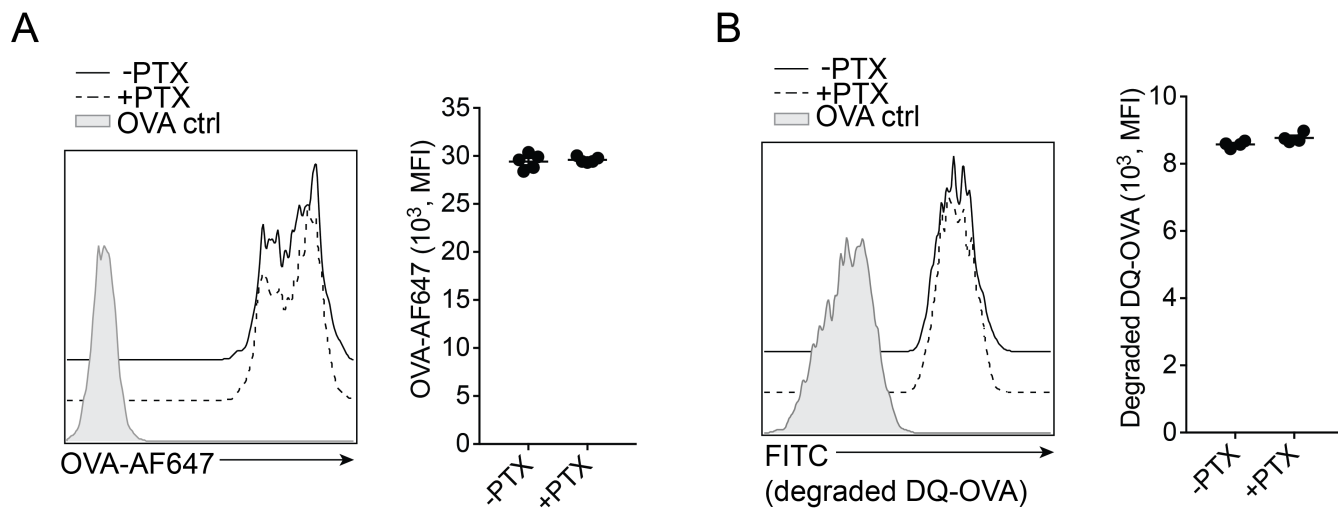 A
-PTX
+PTX
OVA ctrl
OVA-AF647
OVA-AF647 (10³, MFI)
35
30
25
20
15
10
5
0
-PTX
+PTX
B
-PTX
+PTX
OVA ctrl
FITC
(degraded DQ-OVA)
Degraded DQ-OVA (10³, MFI)
10
8
6
4
2
0
-PTX
+PTX